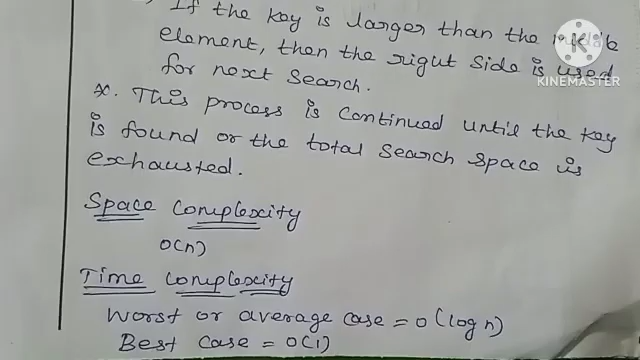 If the key is larger than the middle
element, then the right side is used
for next search.
KINEMASTER
x. This process is continued until the key
is found or the total search space is
exhausted.
Space Complexity
O(n)
Time Complexity
Worst or average case = O(log n)
Best case = O(1)